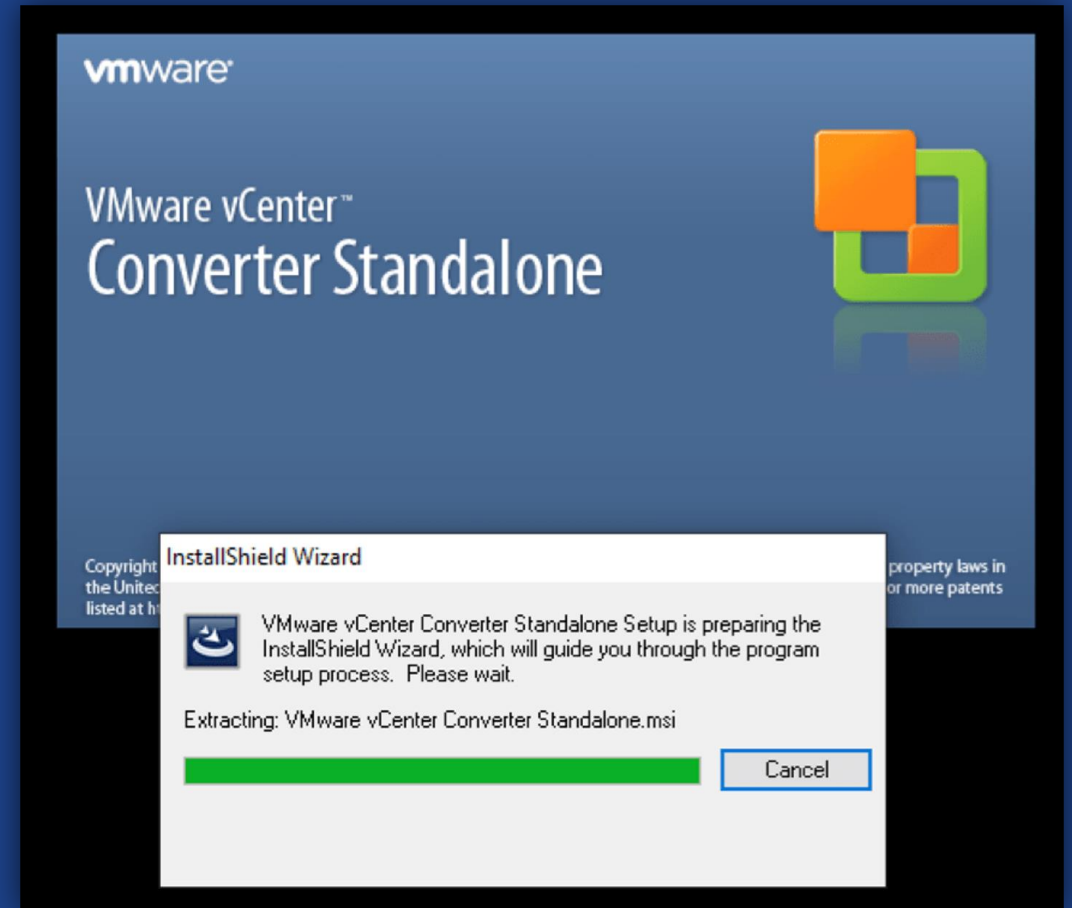 vmware®
VMware vCenter™
Converter Standalone
Copyright
property laws in
the United
or more patents
listed at
InstallShield Wizard
VMware vCenter Converter Standalone Setup is preparing the
InstallShield Wizard, which will guide you through the program
setup process. Please wait.
Extracting: VMware vCenter Converter Standalone.msi
Cancel